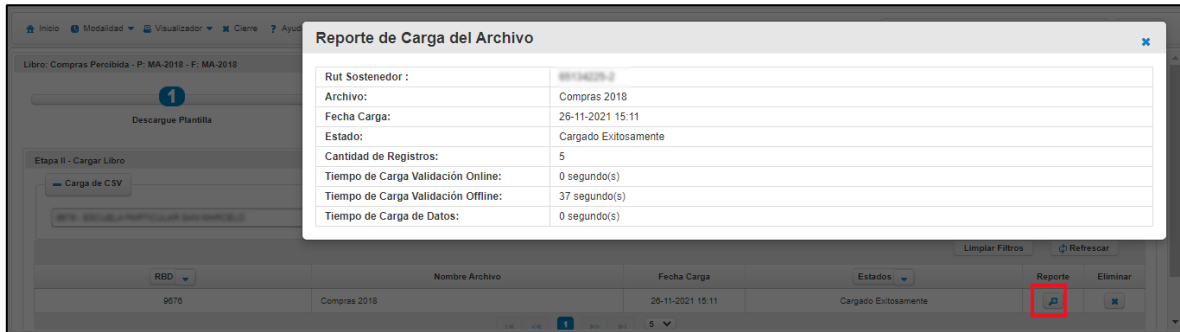 Inicio Modalidad Visualizador Cierre ? Ayud
Reporte de Carga del Archivo
Libro: Compras Percibida - P: MA-2018 - F: MA-2018
1
Descargue Plantilla
Rut Sostenedor :
Archivo: Compras 2018
Fecha Carga: 26-11-2021 15:11
Estado: Cargado Exitosamente
Cantidad de Registros: 5
Tiempo de Carga Validación Online: 0 segundo(s)
Tiempo de Carga Validación Offline: 37 segundo(s)
Tiempo de Carga de Datos: 0 segundo(s)
Etapa II - Cargar Libro
Carga de CSV
Limpiar Filtros Refrescar
RBD Nombre Archivo Fecha Carga Estados Reporte Eliminar
9676 Compras 2018 26-11-2021 15:11 Cargado Exitosamente
1 5